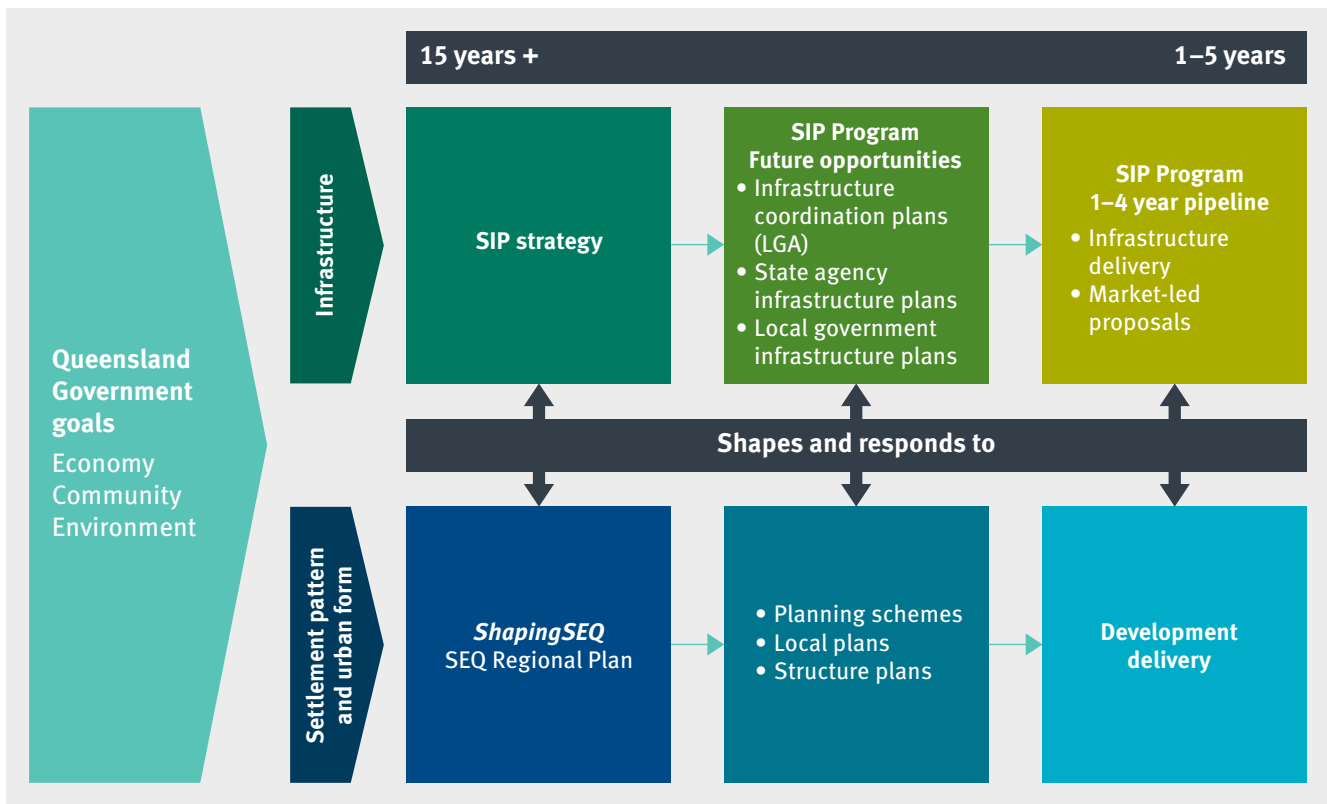 15 years +
1–5 years
Queensland
Government
goals
Economy
Community
Environment
Infrastructure
SIP strategy
SIP Program
Future opportunities
• Infrastructure
coordination plans
(LGA)
• State agency
infrastructure plans
• Local government
infrastructure plans
SIP Program
1–4 year pipeline
• Infrastructure
delivery
• Market-led
proposals
Shapes and responds to
Settlement pattern
and urban form
ShapingSEQ
SEQ Regional Plan
• Planning schemes
• Local plans
• Structure plans
Development
delivery